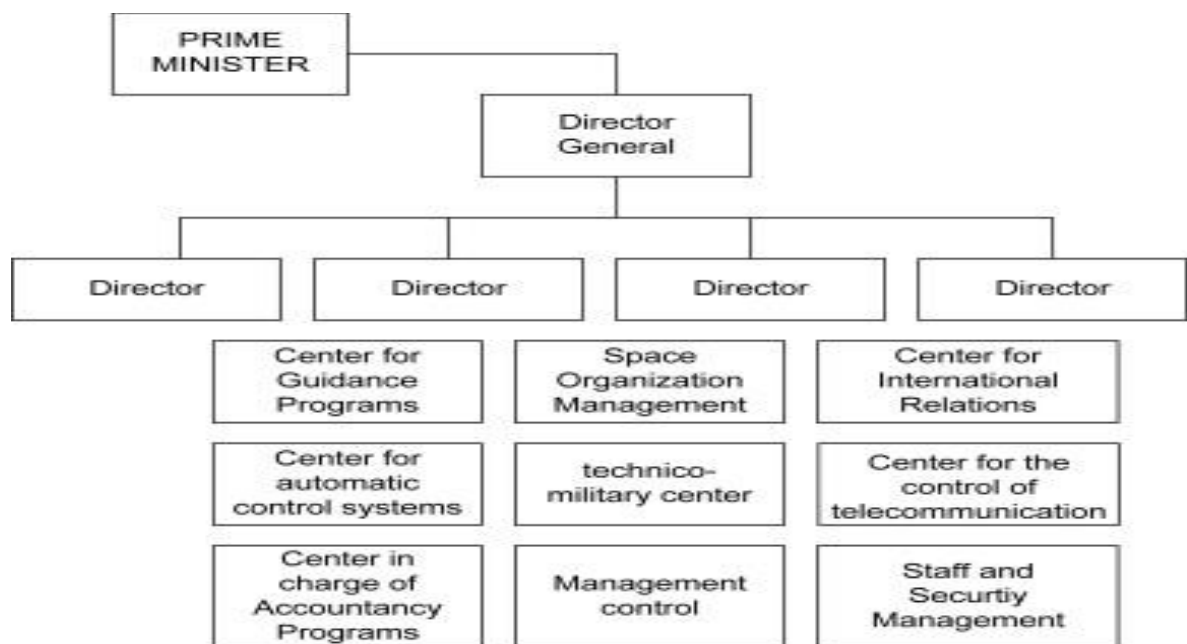 PRIME
MINISTER
Director
General
Director
Director
Director
Director
Center for
Guidance
Programs
Space
Organization
Management
Center for
International
Relations
Center for
automatic
control systems
technico-
military center
Center for the
control of
telecommunication
Center in
charge of
Accountancy
Programs
Management
control
Staff and
Securtiy
Management